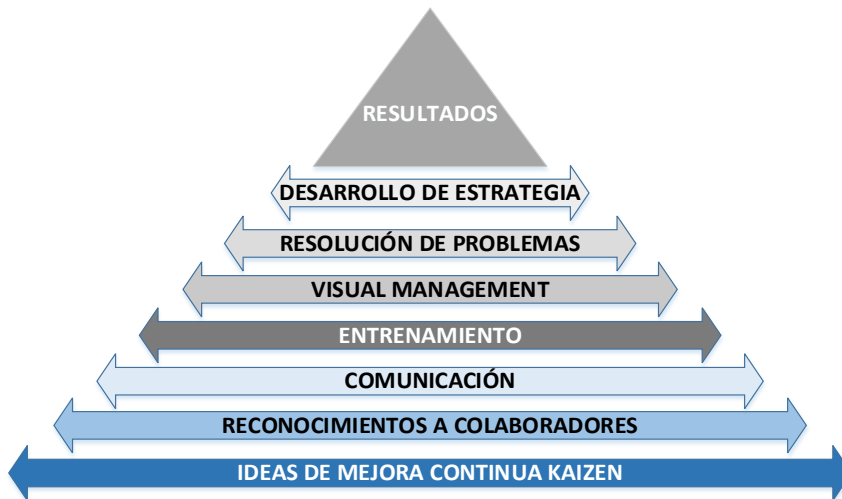 RESULTADOS
DESARROLLO DE ESTRATEGIA
RESOLUCIÓN DE PROBLEMAS
VISUAL MANAGEMENT
ENTRENAMIENTO
COMUNICACIÓN
RECONOCIMIENTOS A COLABORADORES
IDEAS DE MEJORA CONTINUA KAIZEN